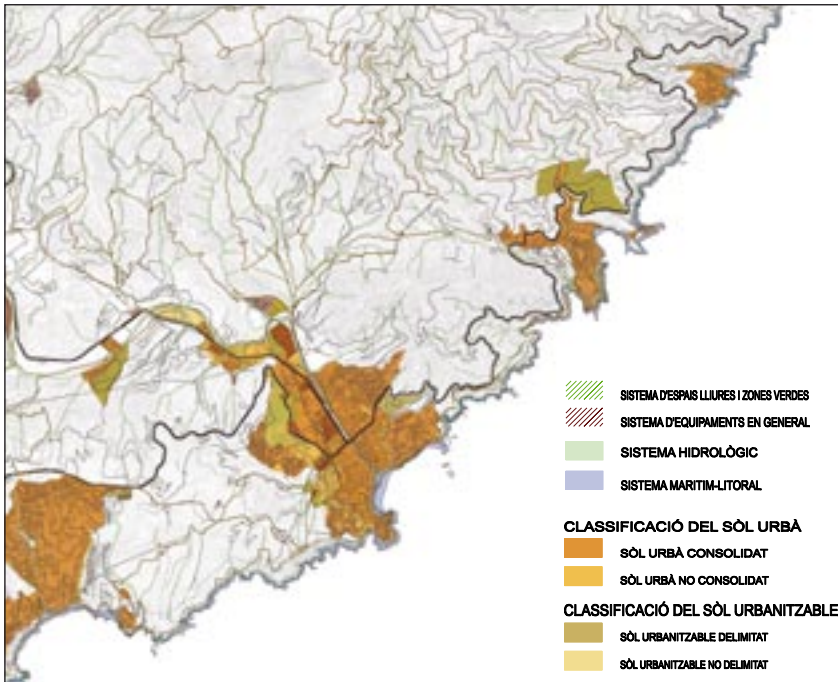 SISTEMA D'ESPAIS LLIURES I ZONES VERDES
SISTEMA D'EQUIPAMENTS EN GENERAL
SISTEMA HIDROLÒGIC
SISTEMA MARITIM-LITORAL
CLASSIFICACIÓ DEL SÒL URBÀ
SÒL URBÀ CONSOLIDAT
SÒL URBÀ NO CONSOLIDAT
CLASSIFICACIÓ DEL SÒL URBANITZABLE
SÒL URBANITZABLE DELIMITAT
SÒL URBANITZABLE NO DELIMITAT